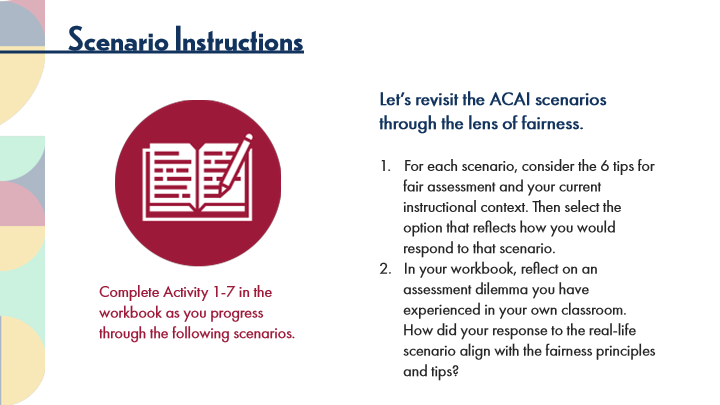 Scenario Instructions
Let's revisit the ACAI scenarios
through the lens of fairness.
1. For each scenario, consider the 6 tips for
fair assessment and your current
instructional context. Then select the
option that reflects how you would
respond to that scenario.
2. In your workbook, reflect on an
assessment dilemma you have
experienced in your own classroom.
How did your response to the real-life
scenario align with the fairness principles
and tips?
Complete Activity 1-7 in the
workbook as you progress
through the following scenarios.